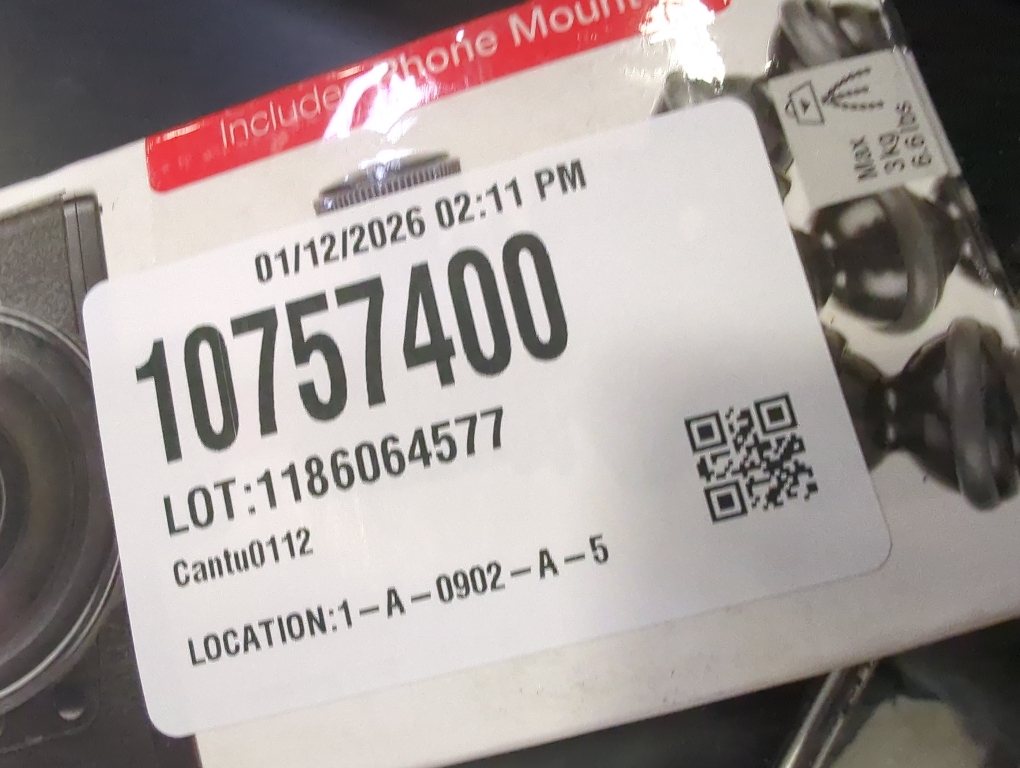 Includes Phone Mount
Max
3 Kg
6.6 lbs
01/12/2026 02:11 PM
10757400
LOT:1186064577
Cantu0112
LOCATION:1-A-0902-A-5